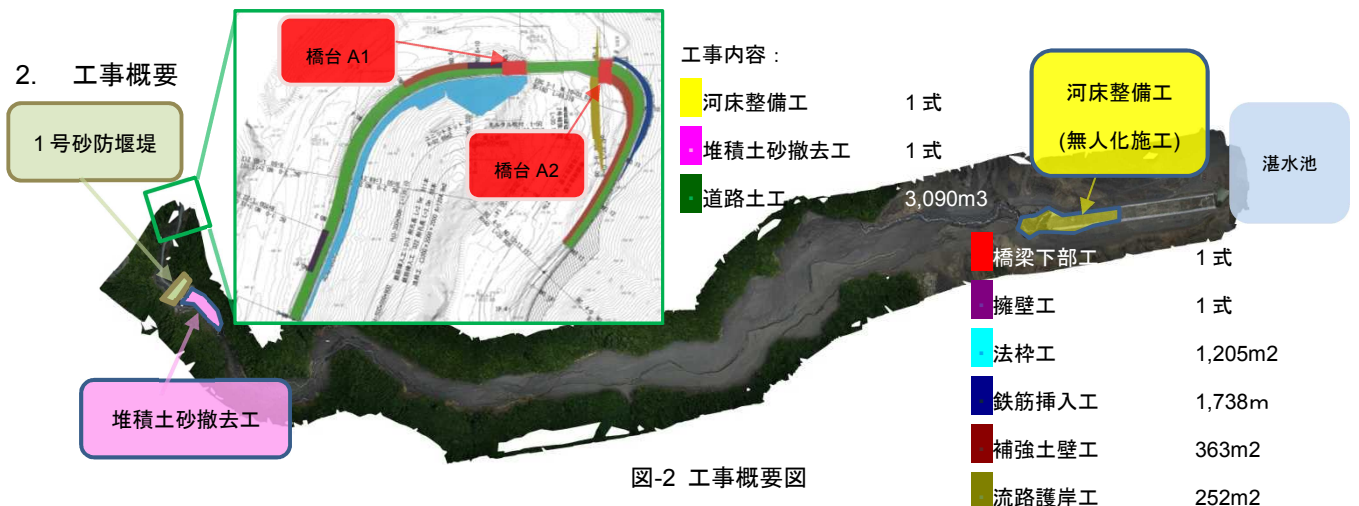 2. 工事概要
1号砂防堰堤
堆積土砂撤去工
橋台 A1
橋台 A2
工事内容：
河床整備工 1式
堆積土砂撤去工 1式
道路土工 3,090m3
河床整備工
(無人化施工)
湛水池
橋梁下部工 1式
擁壁工 1式
法枠工 1,205m2
鉄筋挿入工 1,738m
補強土壁工 363m2
流路護岸工 252m2
図-2 工事概要図